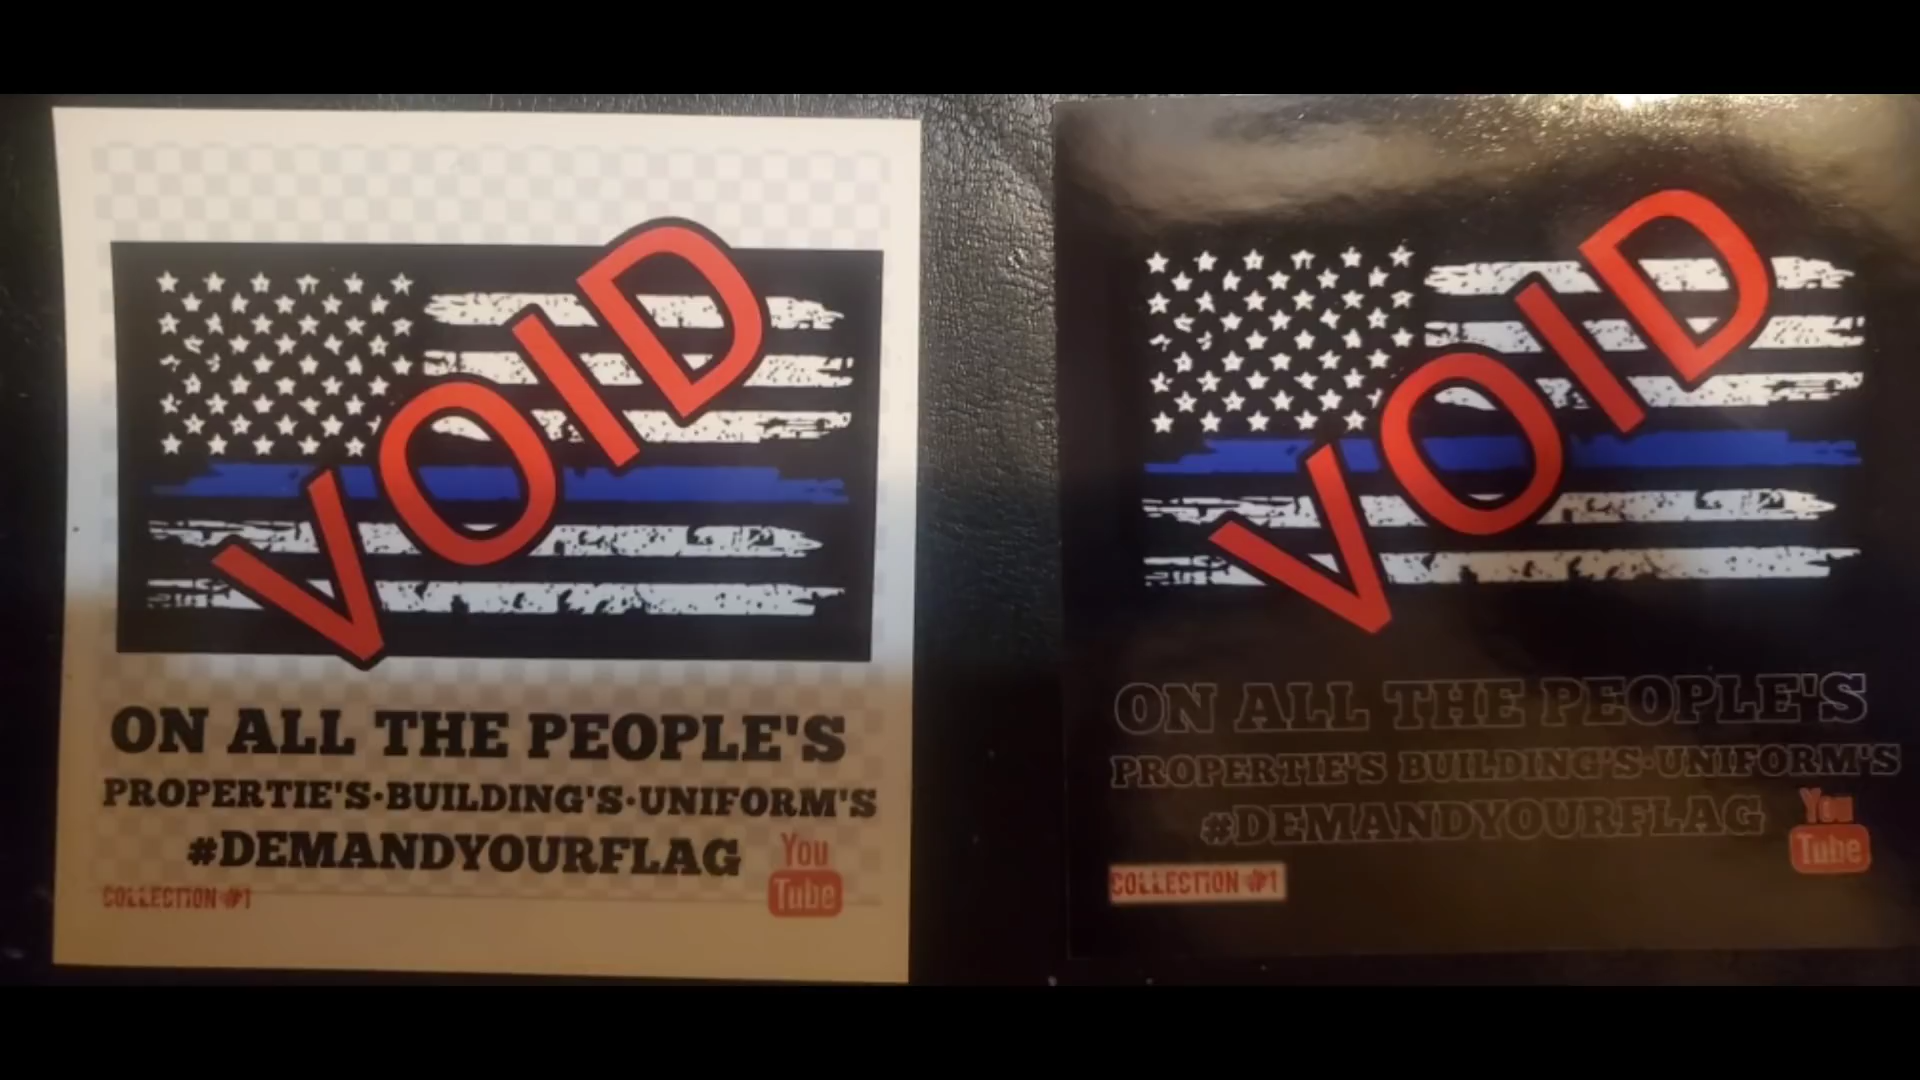 VOID
ON ALL THE PEOPLE'S
PROPERTIE'S·BUILDING'S·UNIFORM'S
#DEMANDYOURFLAG
You
Tube
COLLECTION #1
VOID
ON ALL THE PEOPLE'S
PROPERTIE'S BUILDING'S·UNIFORM'S
#DEMANDYOURFLAG
You
Tube
COLLECTION #1